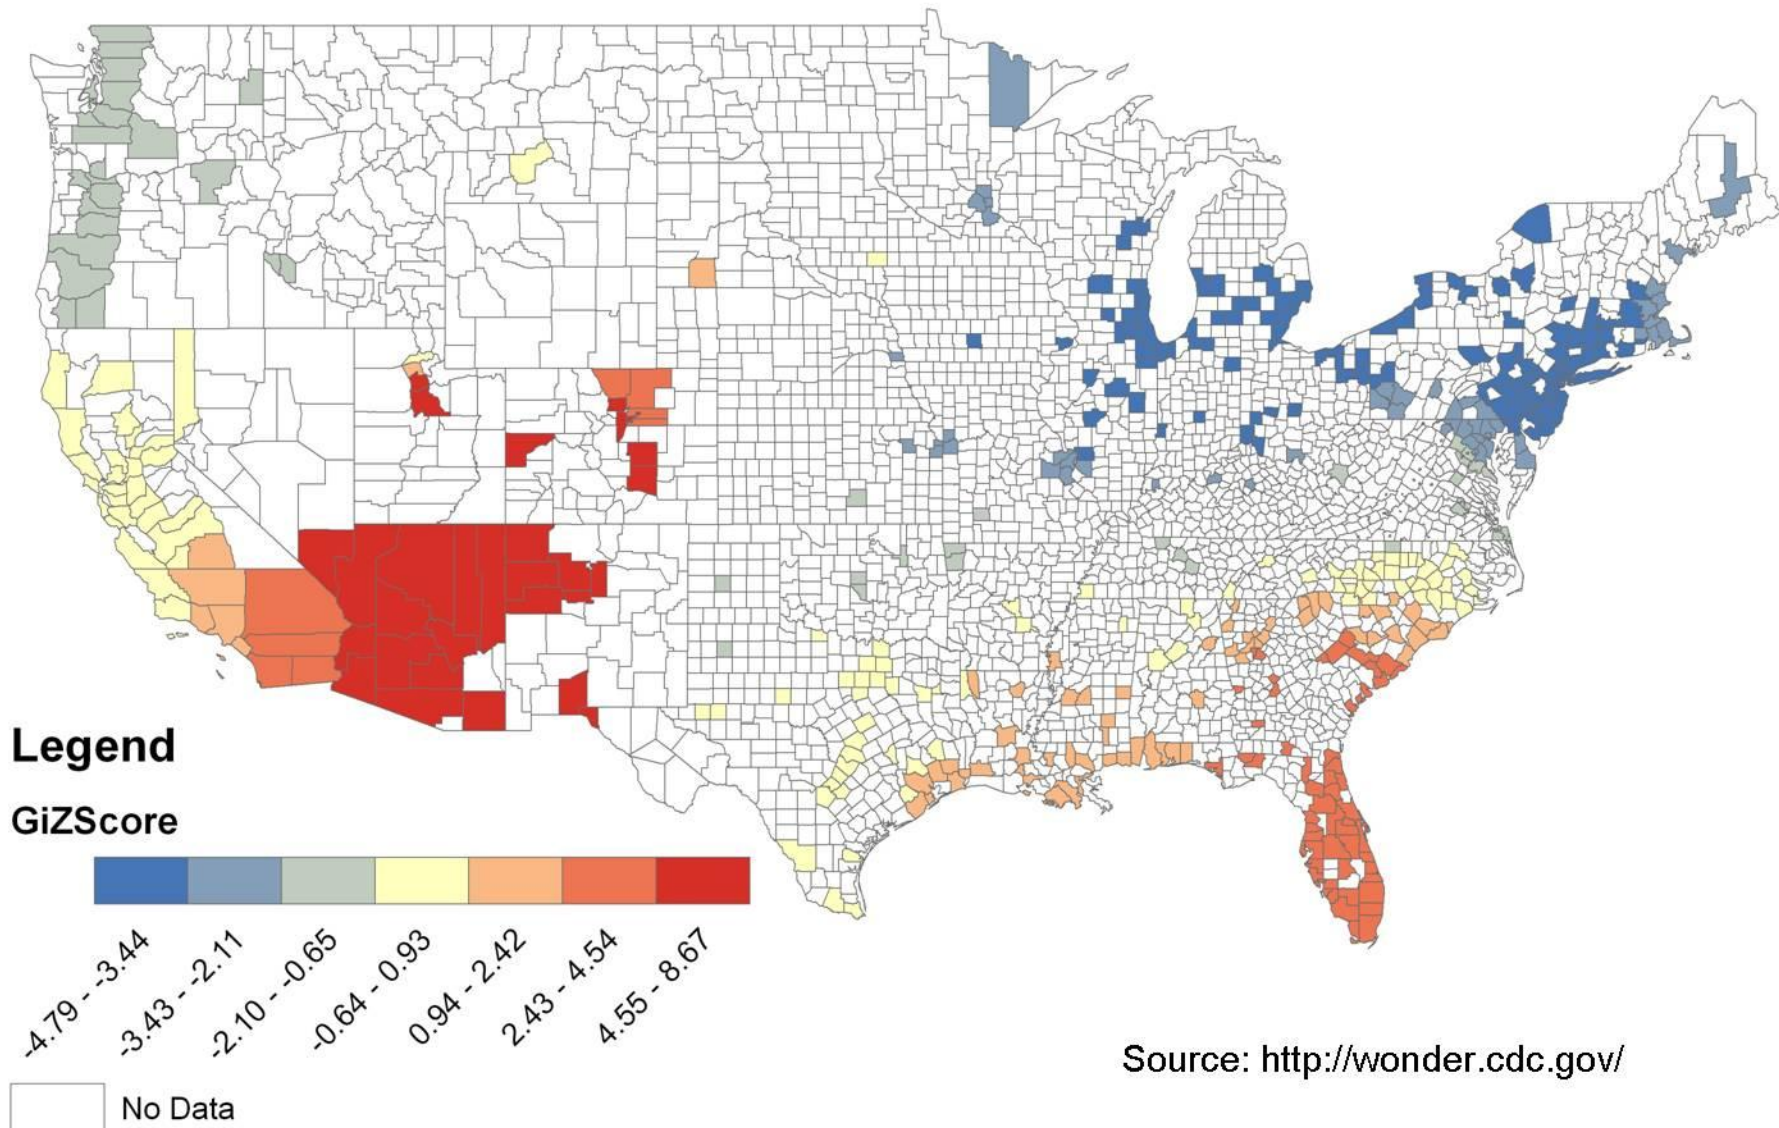 Legend
GiZScore
-4.79 - -3.44
-3.43 - -2.11
-2.10 - -0.65
-0.64 - 0.93
0.94 - 2.42
2.43 - 4.54
4.55 - 8.67
Source: http://wonder.cdc.gov/
No Data